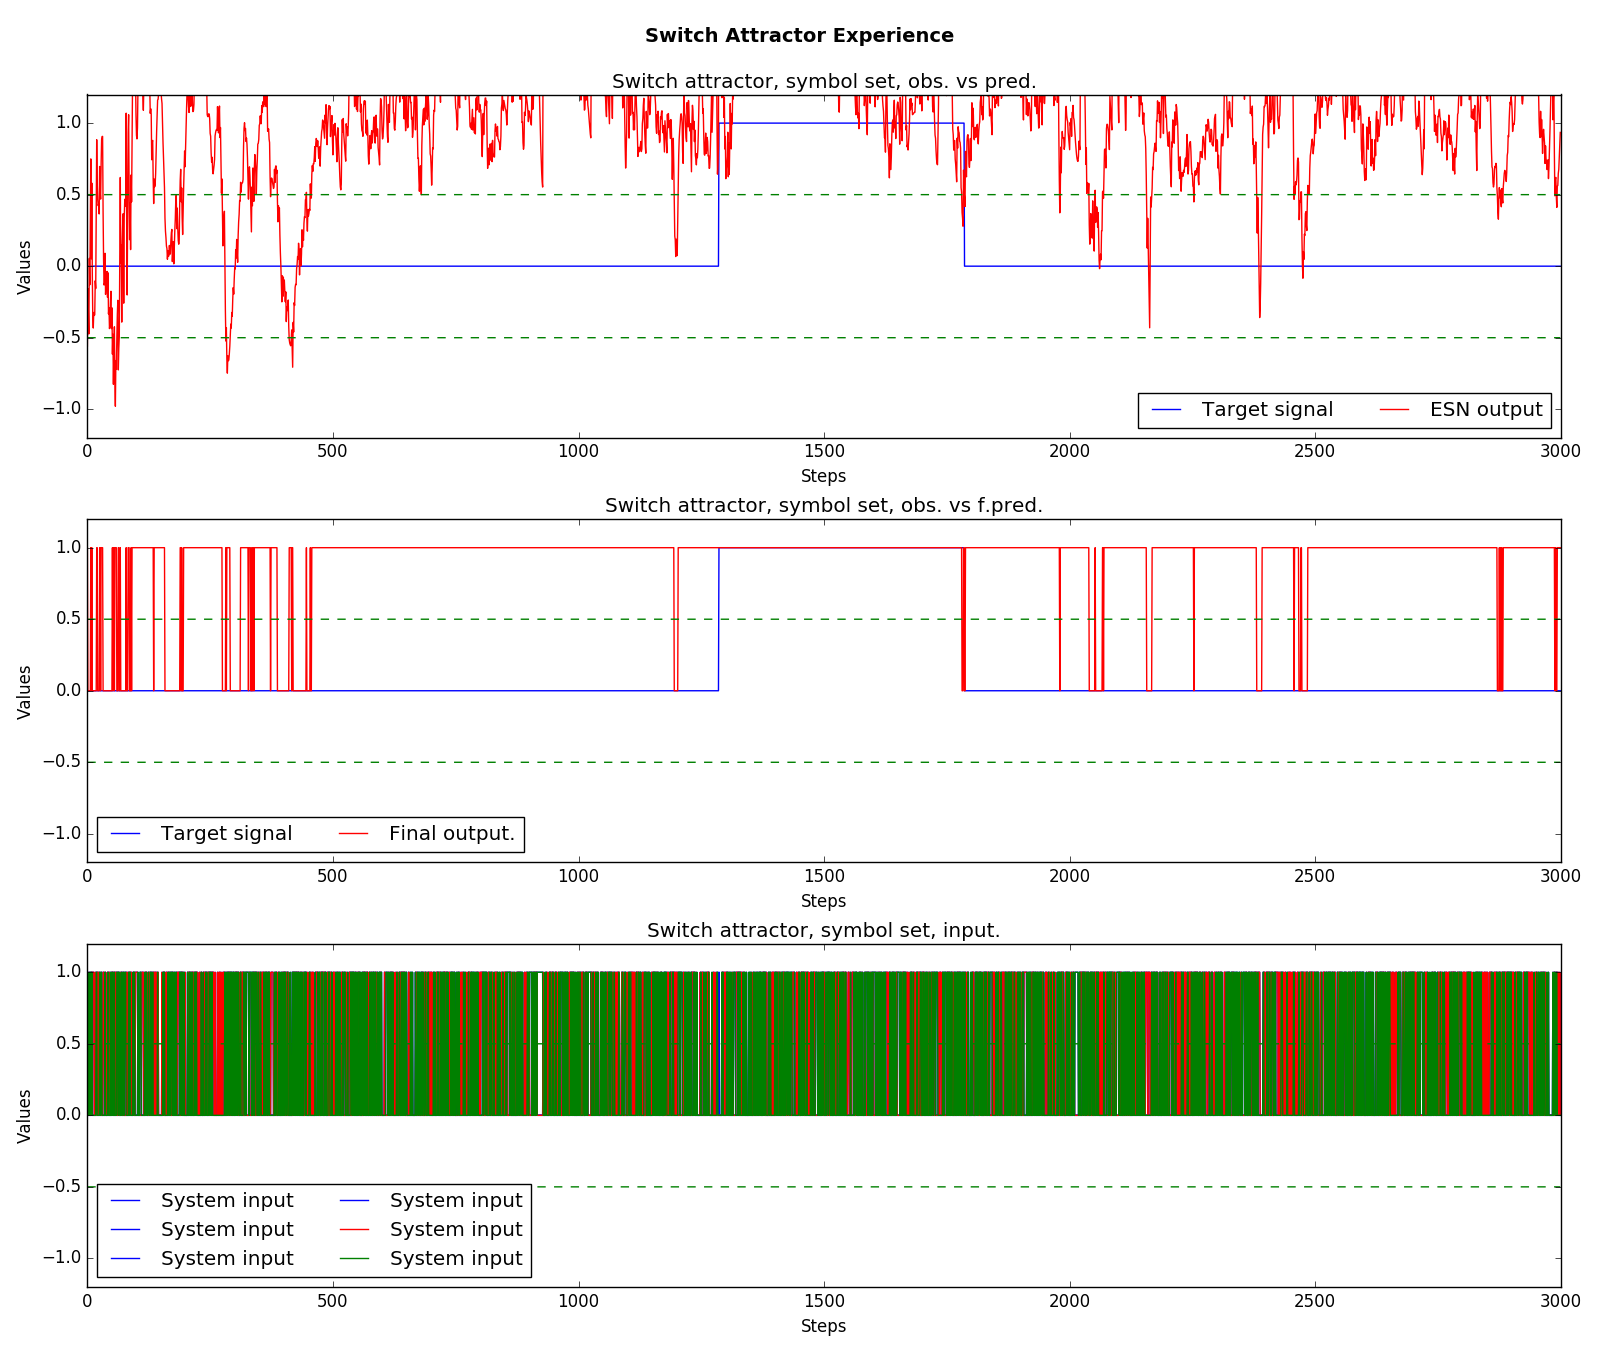 Switch Attractor Experience
Switch attractor, symbol set, obs. vs pred.
1.0
0.5
0.0
−0.5
−1.0
Values
Target signal ESN output
0 500 1000 1500 2000 2500 3000
Steps
Switch attractor, symbol set, obs. vs f.pred.
1.0
0.5
0.0
−0.5
−1.0
Values
Target signal Final output.
0 500 1000 1500 2000 2500 3000
Steps
Switch attractor, symbol set, input.
1.0
0.5
0.0
−0.5
−1.0
Values
System input System input
System input System input
System input System input
0 500 1000 1500 2000 2500 3000
Steps